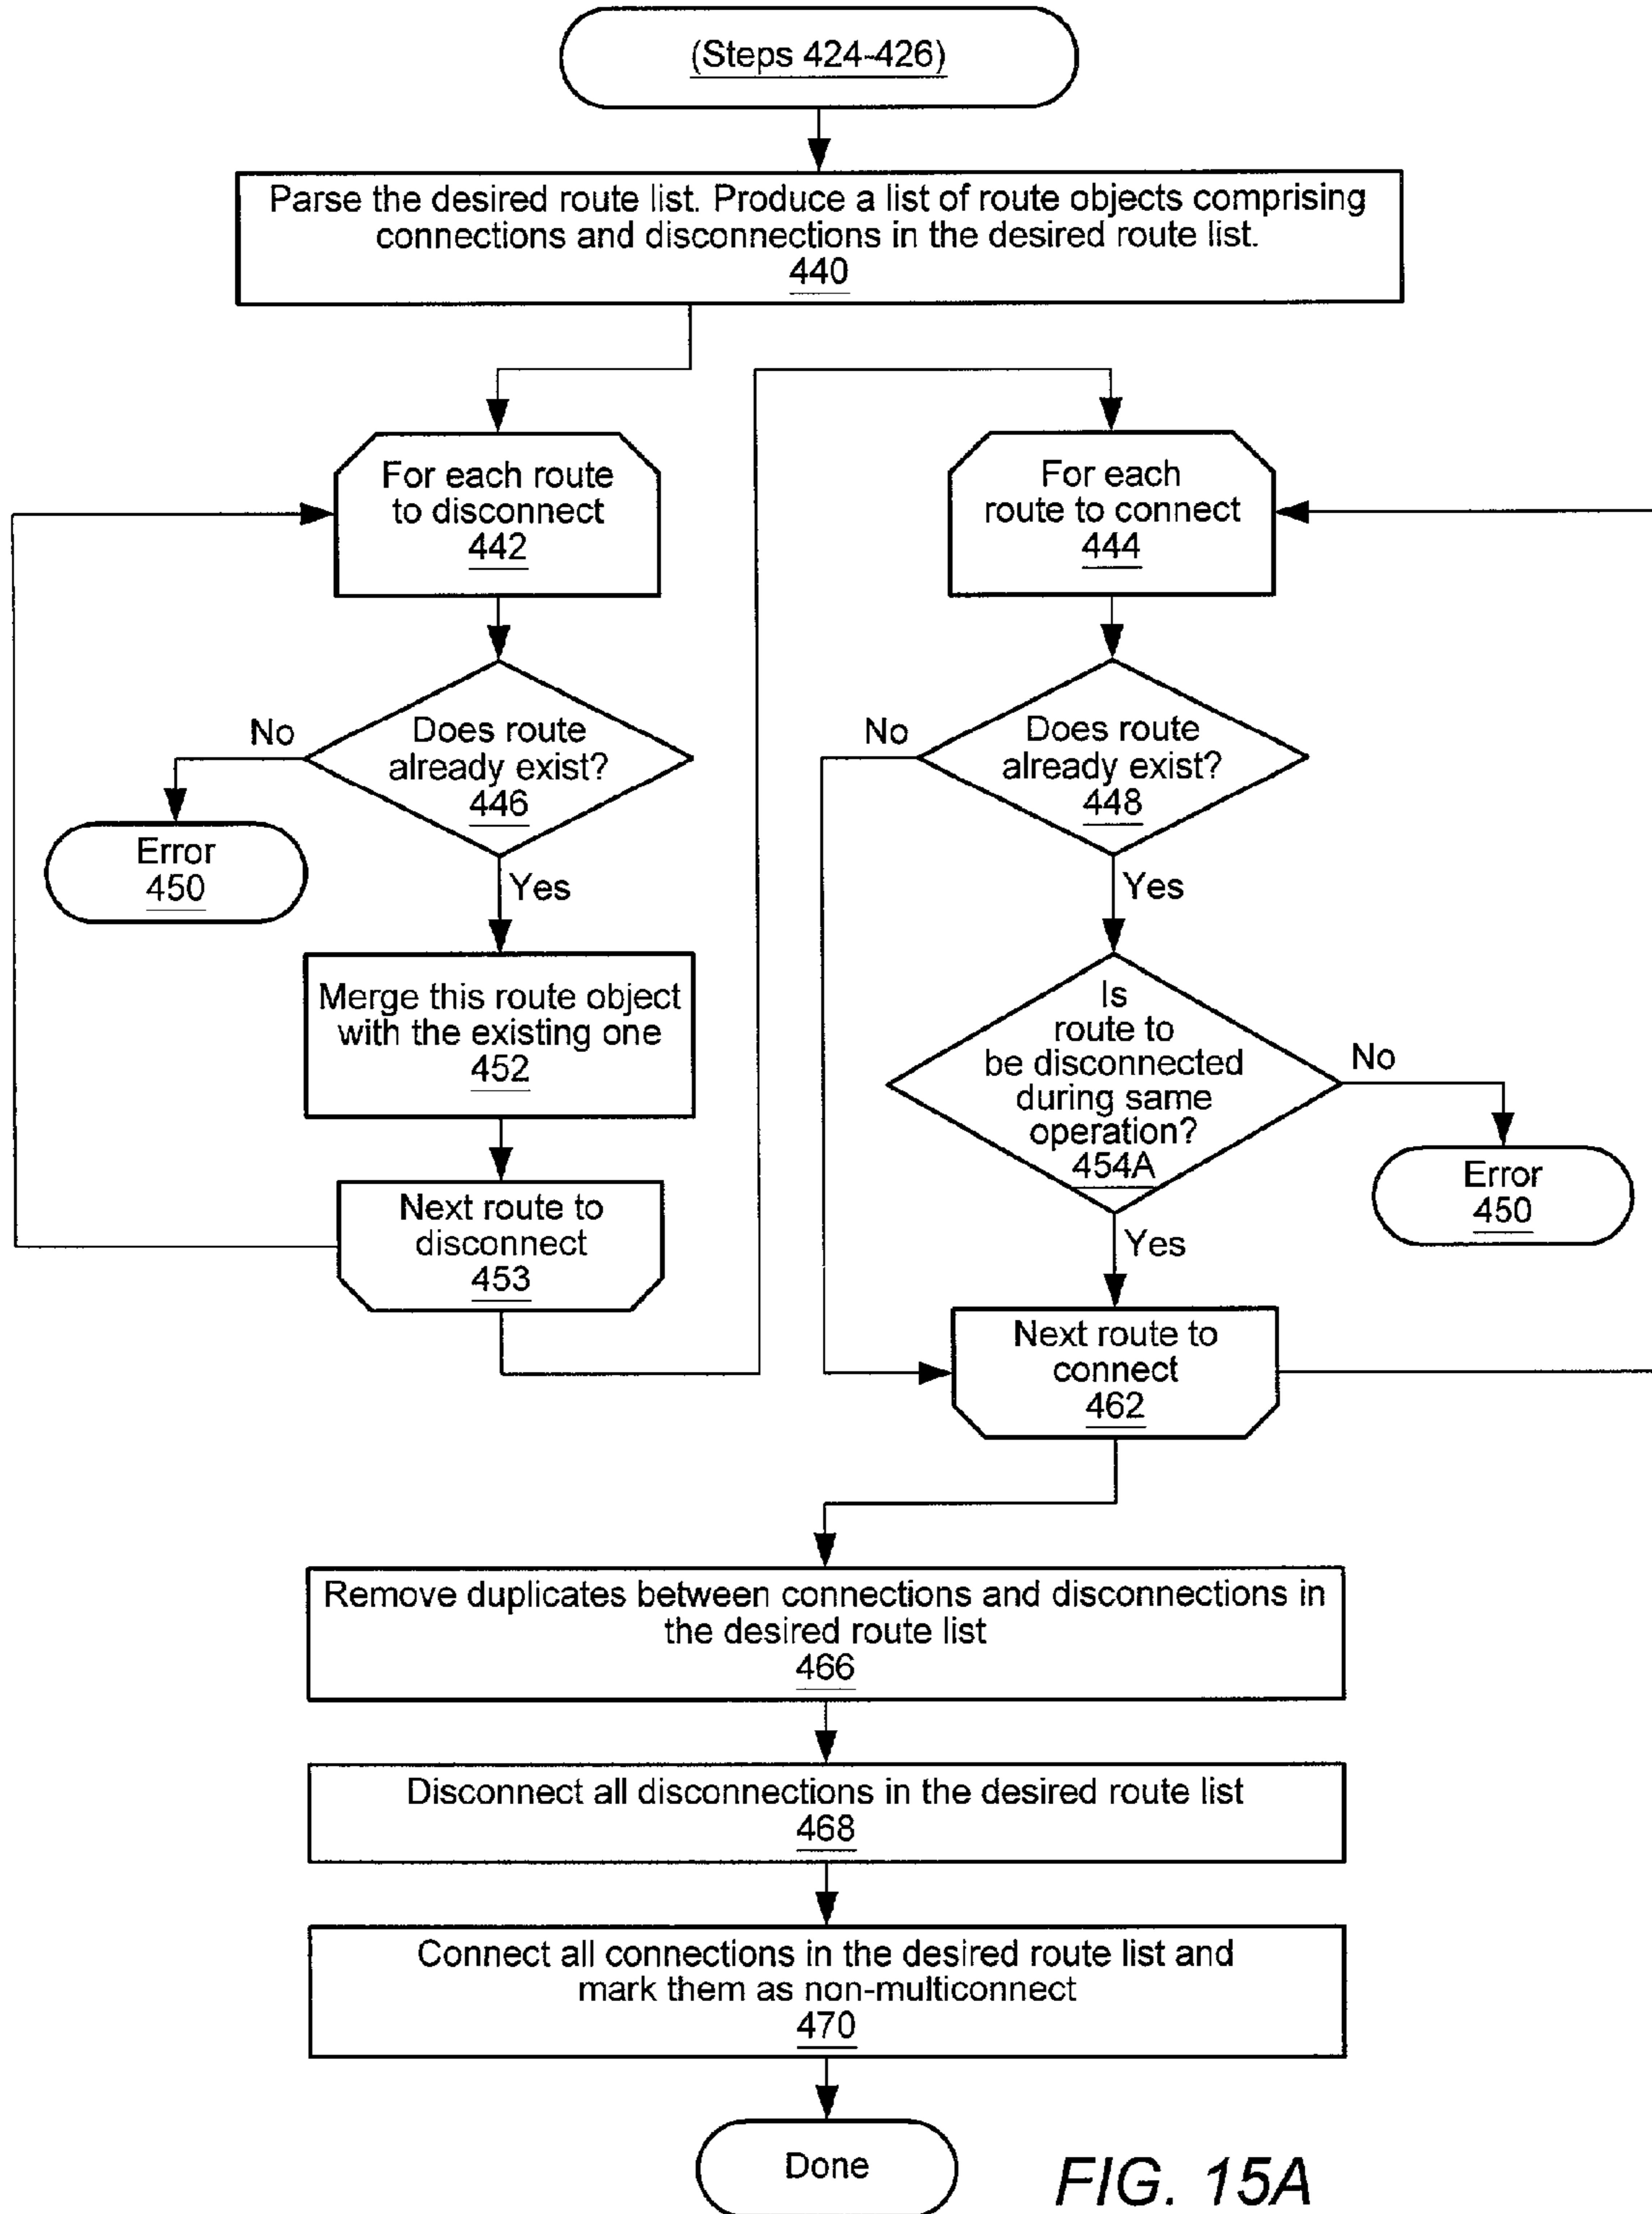 (Steps 424-426)
Parse the desired route list. Produce a list of route objects comprising
connections and disconnections in the desired route list.
440
For each route
to disconnect
442
For each
route to connect
444
No
Does route
already exist?
446
Error
450
Yes
Merge this route object
with the existing one
452
Next route to
disconnect
453
No
Does route
already exist?
448
Yes
Is
route to
be disconnected
during same
operation?
454A
No
Error
450
Yes
Next route to
connect
462
Remove duplicates between connections and disconnections in
the desired route list
466
Disconnect all disconnections in the desired route list
468
Connect all connections in the desired route list and
mark them as non-multiconnect
470
Done
FIG. 15A